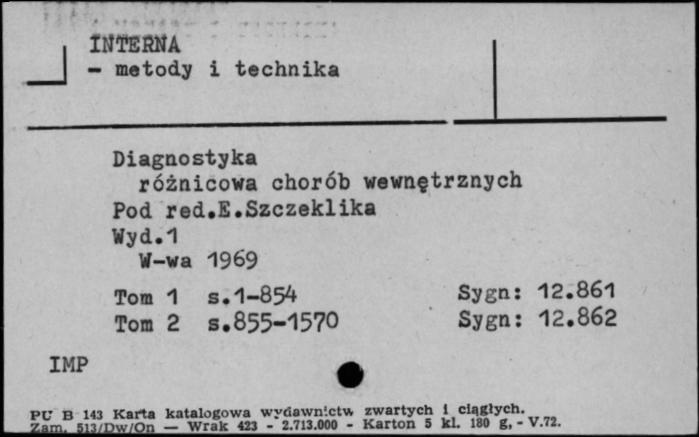 INTERNA
- metody i technika
Diagnostyka
różnicowa chorób wewnętrznych
Pod red.E.Szczeklika
Wyd.1
W-wa 1969
Tom 1 s.1-854 Sygn: 12.861
Tom 2 s.855-1570 Sygn: 12.862
IMP
PU B 143 Karta katalogowa wydawnictw zwartych i ciągłych.
Zam. 513/Dw/On — Wrak 423 - 2.713.000 - Karton 5 kl. 180 g, - V.72.